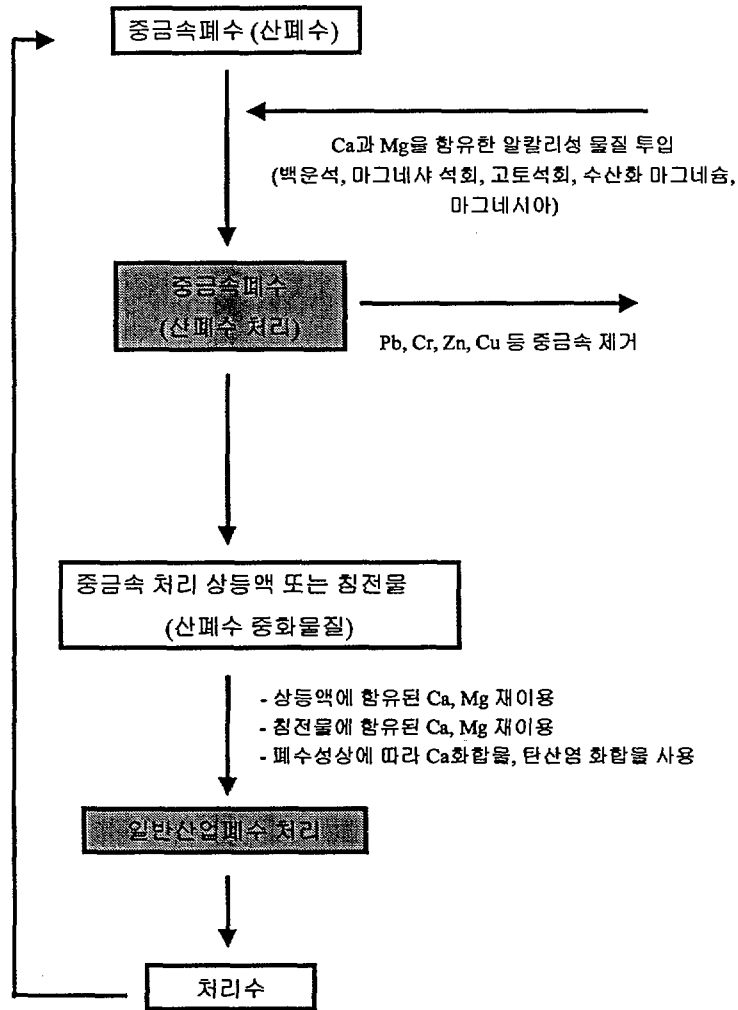 중금속폐수 (산폐수)
Ca과 Mg을 함유한 알칼리성 물질 투입
(백운석, 마그네샤 석회, 고토석회, 수산화 마그네슘,
마그네시아)
중금속폐수
(산폐수 처리)
Pb, Cr, Zn, Cu 등 중금속 제거
중금속 처리 상등액 또는 침전물
(산폐수 중화물질)
- 상등액에 함유된 Ca, Mg 재이용
- 침전물에 함유된 Ca, Mg 재이용
- 폐수성상에 따라 Ca화합물, 탄산염 화합물 사용
일반산업폐수 처리
처리수